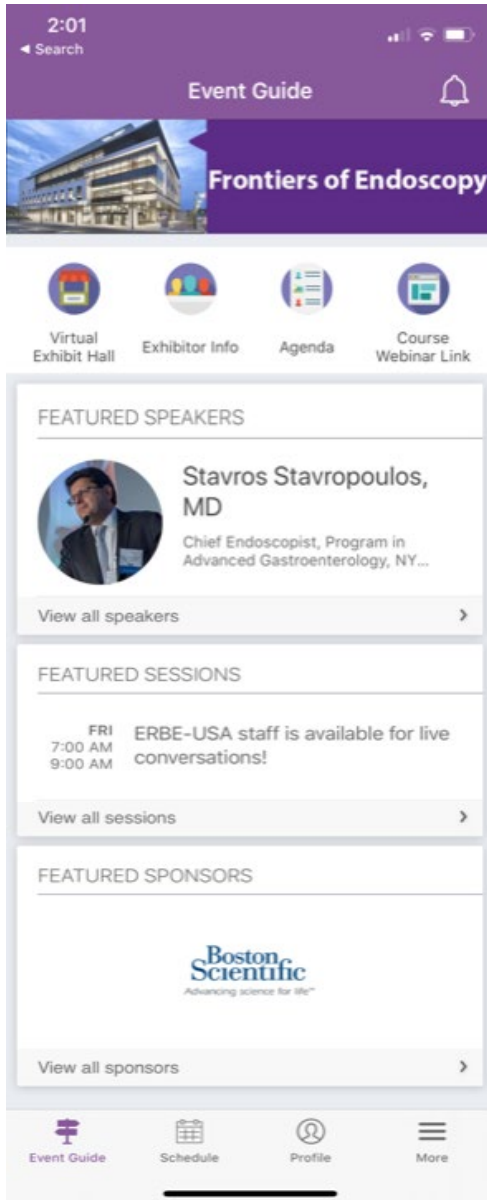 2:01
◀ Search
Event Guide
Frontiers of Endoscopy
Virtual
Exhibit Hall
Exhibitor Info
Agenda
Course
Webinar Link
FEATURED SPEAKERS
Stavros Stavropoulos,
MD
Chief Endoscopist, Program in
Advanced Gastroenterology, NY...
View all speakers
FEATURED SESSIONS
FRI
7:00 AM
9:00 AM
ERBE-USA staff is available for live
conversations!
View all sessions
FEATURED SPONSORS
Boston
Scientific
Advancing science for life™
View all sponsors
Event Guide
Schedule
Profile
More